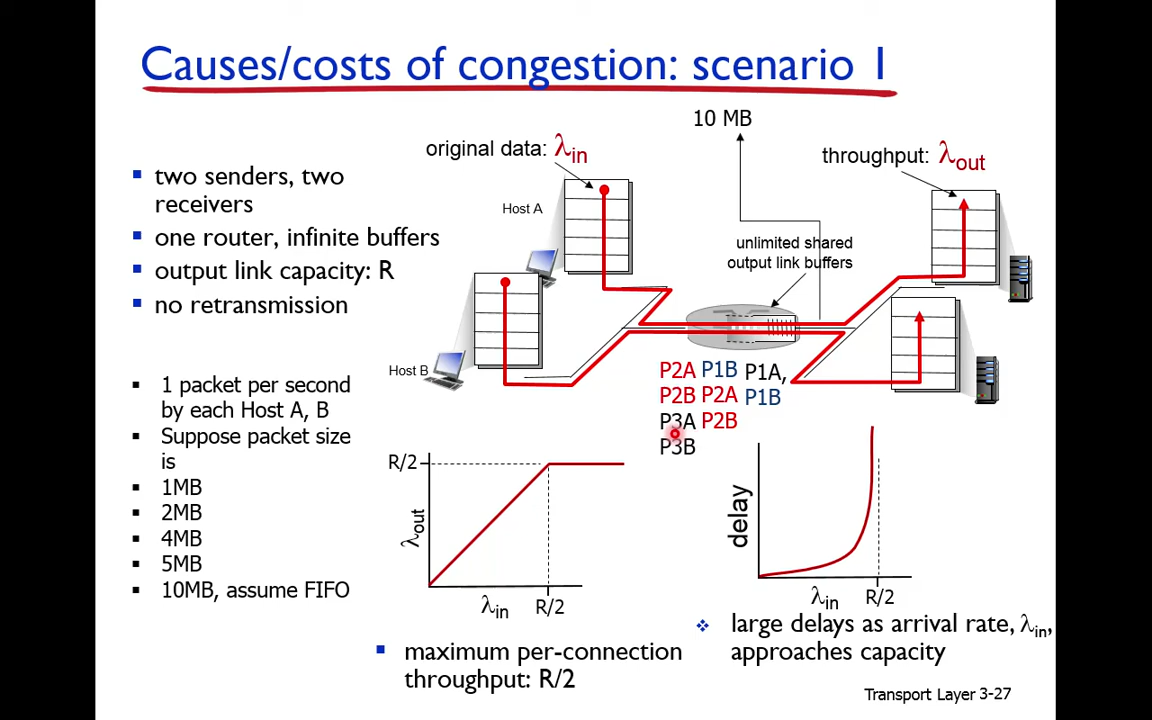 Causes/costs of congestion: scenario 1
two senders, two
receivers
one router, infinite buffers
output link capacity: R
no retransmission
1 packet per second
by each Host A, B
Suppose packet size
is
1MB
2MB
4MB
5MB
10MB, assume FIFO
original data: λin
Host A
Host B
10 MB
unlimited shared
output link buffers
throughput: λout
P2A P1B P1A,
P2B P2A P1B
P3A P2B
P3B
R/2
λout
λin R/2
maximum per-connection
throughput: R/2
delay
λin R/2
large delays as arrival rate, λin,
approaches capacity
Transport Layer 3-27